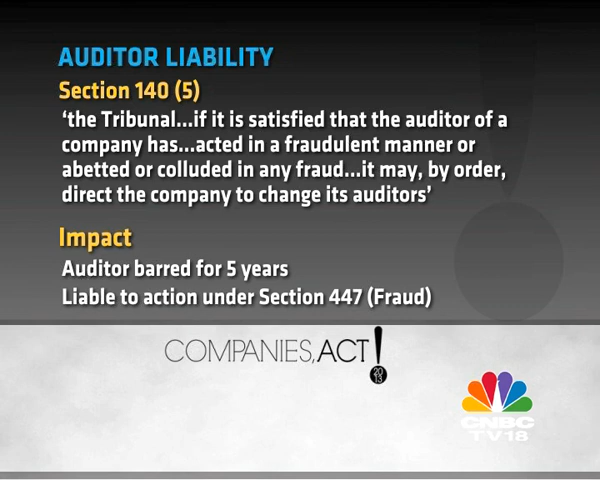 AUDITOR LIABILITY
Section 140 (5)
‘the Tribunal...if it is satisfied that the auditor of a
company has...acted in a fraudulent manner or
abetted or colluded in any fraud...it may, by order,
direct the company to change its auditors’
Impact
Auditor barred for 5 years
Liable to action under Section 447 (Fraud)
COMPANIES,ACT!
20
13
CNBC
TV18